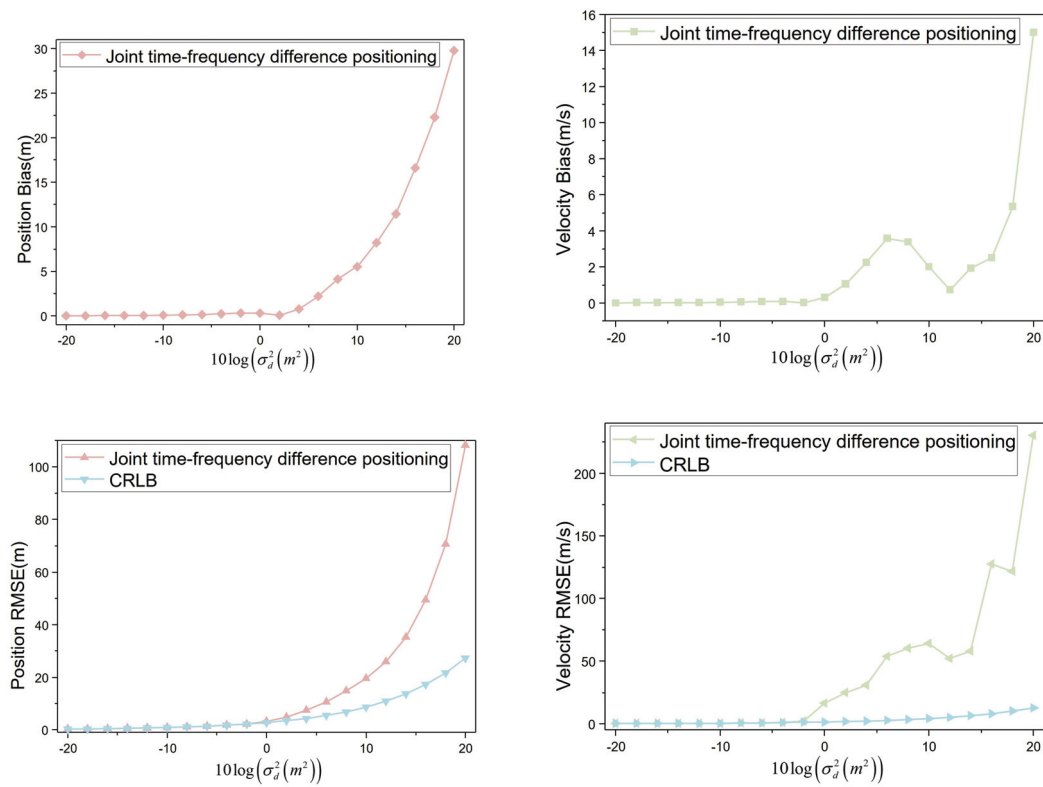 Joint time-frequency difference positioning
Position Bias(m)
30
25
20
15
10
5
0
-20 -10 0 10 20
10log(σ_d^2(m^2))
Joint time-frequency difference positioning
Velocity Bias(m/s)
16
14
12
10
8
6
4
2
0
-20 -10 0 10 20
10log(σ_d^2(m^2))
Joint time-frequency difference positioning
CRLB
Position RMSE(m)
100
80
60
40
20
0
-20 -10 0 10 20
10log(σ_d^2(m^2))
Joint time-frequency difference positioning
CRLB
Velocity RMSE(m/s)
200
150
100
50
0
-20 -10 0 10 20
10log(σ_d^2(m^2))